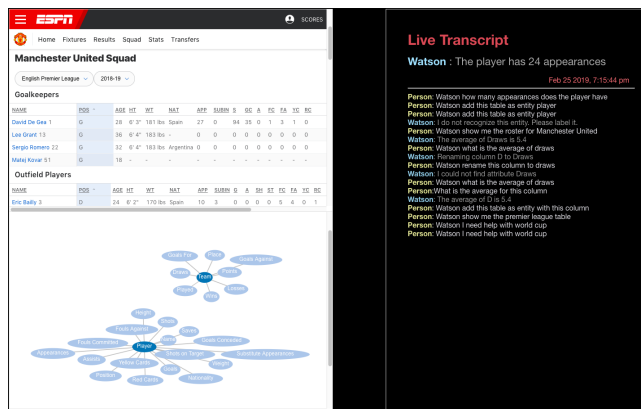 ESPN
SCORES
Home Fixtures Results Squad Stats Transfers
Manchester United Squad
English Premier League 2018-19
Goalkeepers
NAME POS AGE HT WT NAT APP SUBIN S GC A FC FA YC RC
David De Gea 1 G 28 6' 3" 181 lbs Spain 27 0 94 35 0 1 3 1 0
Lee Grant 13 G 36 6' 4" 183 lbs - 0 0 0 0 0 0 0 0 0
Sergio Romero 22 G 32 6' 4" 183 lbs Argentina 0 0 0 0 0 0 0 0 0
Matej Kovar 51 G 18 - - - - - - - - - - - -
Outfield Players
NAME POS AGE HT WT NAT APP SUBIN G A SH ST FC FA YC RC
Eric Bailly 3 D 24 6' 2" 170 lbs Spain 10 3 0 0 0 0 5 4 0 1
Goals For
Place
Goals Against
Draws
Points
Team
Played
Losses
Wins
Height
Shots
Fouls Against
Saves
Fouls Committed
Name
Goals Conceded
Player
Appearances
Assists
Shots on Target
Substitute Appearances
Yellow Cards
Weight
Goals
Position
Red Cards
Nationality
Live Transcript
Watson : The player has 24 appearances
Feb 25 2019, 7:15:44 pm
Person: Watson how many appearances does the player have
Person: Watson add this table as entity player
Person: Watson add this table as entity player
Watson: I do not recognize this entity. Please label it.
Person: Watson show me the roster for Manchester United
Watson: The average of Draws is 5.4
Person: Watson what is the average of draws
Watson: Renaming column D to Draws
Person: Watson rename this column to draws
Watson: I could not find attribute Draws
Person: Watson what is the average of draws
Person:What is the average for this column
Watson: The average of D is 5.4
Person: Watson add this table as entity with this column
Person: Watson show me the premier league table
Person: Watson I need help with world cup
Person: Watson I need help with world cup